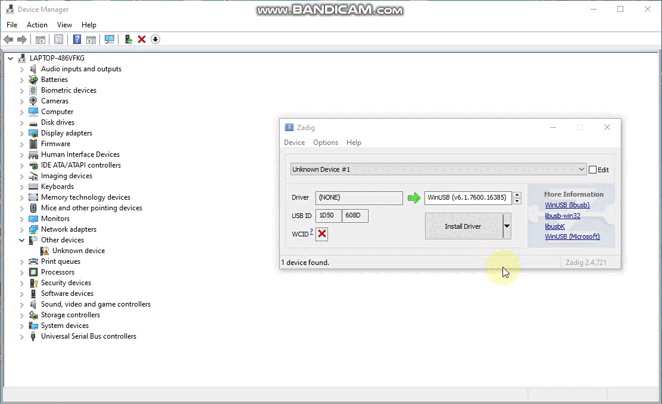 Device Manager
www.BANDICAM.com
File Action View Help
LAPTOP-486VFKG
Audio inputs and outputs
Batteries
Biometric devices
Cameras
Computer
Disk drives
Display adapters
Firmware
Human Interface Devices
IDE ATA/ATAPI controllers
Imaging devices
Keyboards
Memory technology devices
Mice and other pointing devices
Monitors
Network adapters
Other devices
Unknown device
Print queues
Processors
Security devices
Software devices
Sound, video and game controllers
Storage controllers
System devices
Universal Serial Bus controllers
Zadig
Device Options Help
Unknown Device #1 Edit
Driver (NONE) WinUSB (v6.1.7600.16385)
USB ID 1D50 608D
WCID ?
Install Driver
More Information
WinUSB (libusb)
libusb-win32
libusbK
WinUSB (Microsoft)
1 device found. Zadig 2.4.721